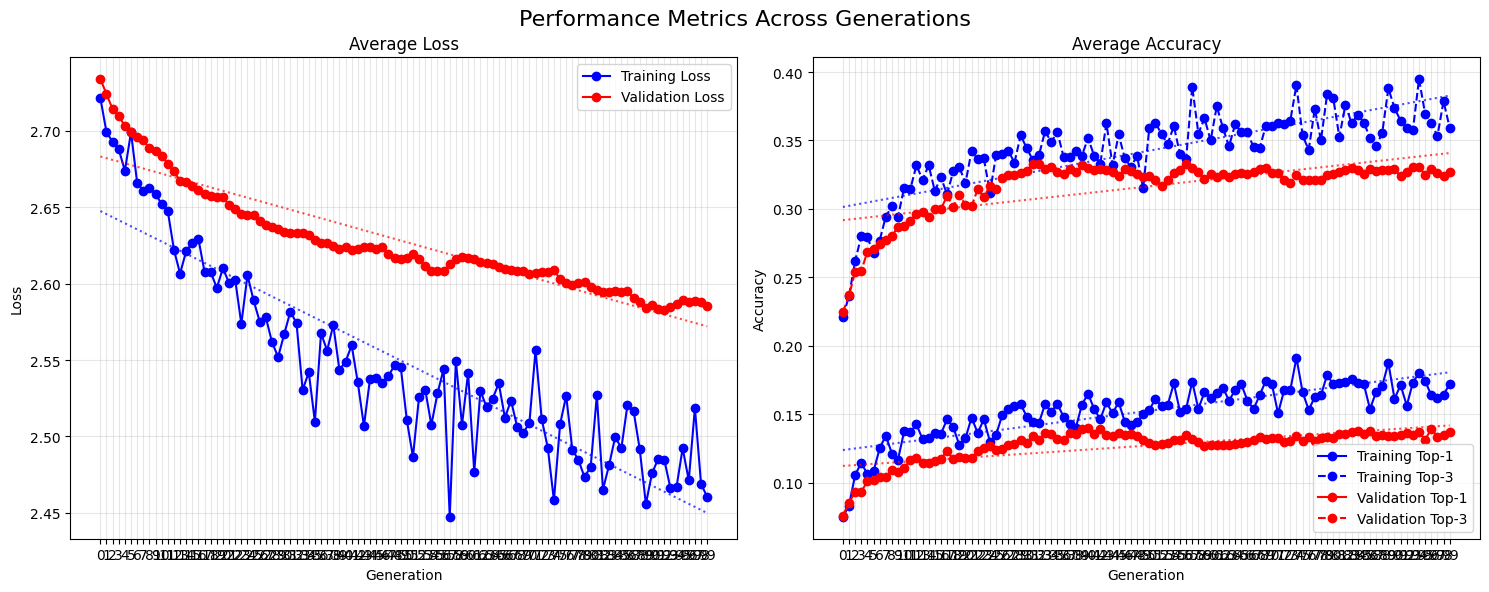 Performance Metrics Across Generations
Average Loss
Training Loss
Validation Loss
2.70
2.65
2.60
2.55
2.50
2.45
Loss
Generation
Average Accuracy
0.40
0.35
0.30
0.25
0.20
0.15
0.10
Accuracy
Training Top-1
Training Top-3
Validation Top-1
Validation Top-3
Generation